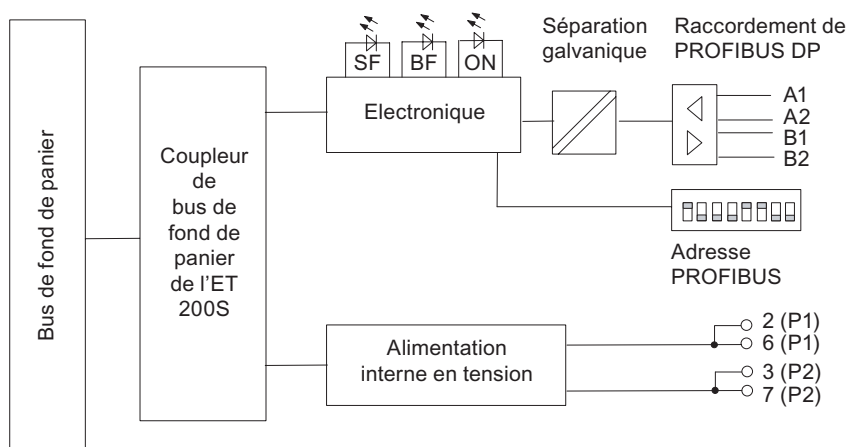 Bus de fond de panier
Coupleur
de
bus de
fond de
panier
de l'ET
200S
SF
BF
ON
Electronique
Séparation
galvanique
Raccordement de
PROFIBUS DP
A1
A2
B1
B2
Adresse
PROFIBUS
Alimentation
interne en tension
2 (P1)
6 (P1)
3 (P2)
7 (P2)